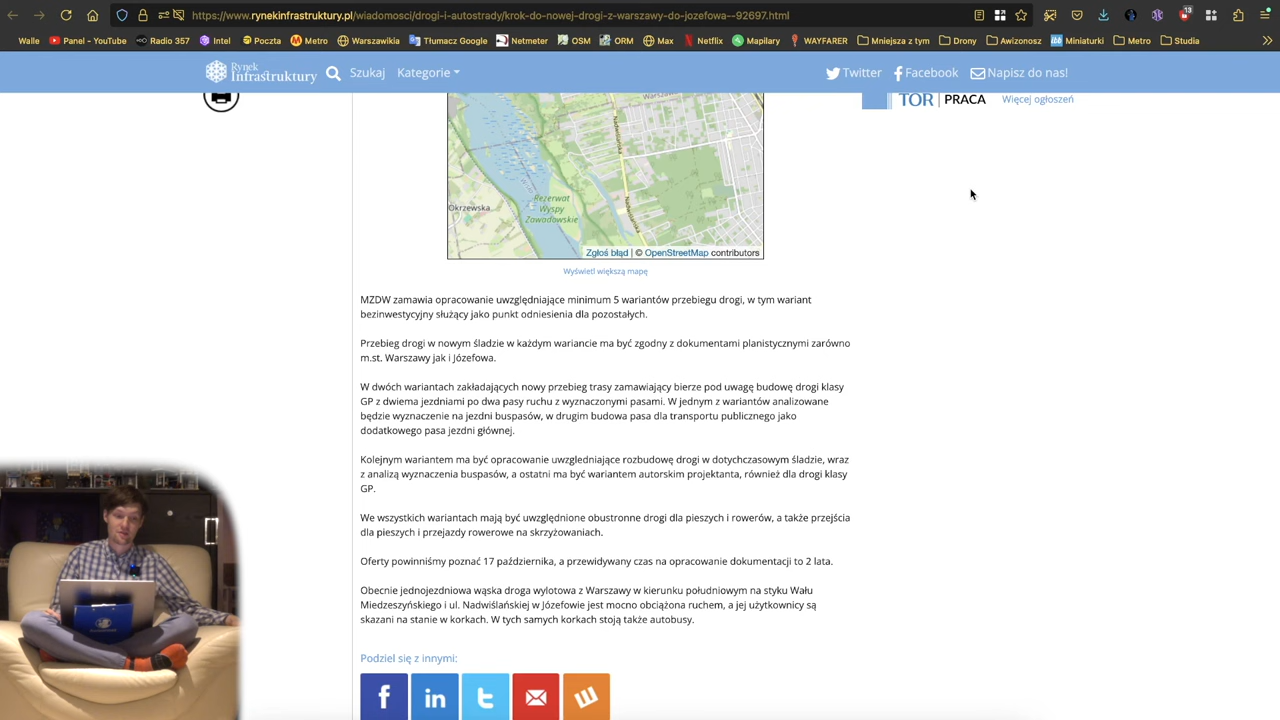 https://www.rynekinfrastruktury.pl/wiadomosci/drogi-i-autostrady/krok-do-nowej-drogi-z-warszawy-do-jozefowa--92697.html
13
Walle Panel - YouTube Radio 357 Intel Poczta Metro Warszawikia Tłumacz Google Netmeter OSM ORM Max Netflix Mapilary WAYFARER Mniejsza z tym Drony Awizonosz Miniaturki Metro Studia
Rynek
Infrastruktury
Szukaj Kategorie Twitter Facebook Napisz do nas!
TOR PRACA Więcej ogłoszeń
Nadwiślańska
Okrzewska
Rezerwat
Wyspy
Zawadowskie
Nadwiślańska
Zgłoś błąd | © OpenStreetMap contributors
Wyświetl większą mapę
MZDW zamawia opracowanie uwzględniające minimum 5 wariantów przebiegu drogi, w tym wariant
bezinwestycyjny służący jako punkt odniesienia dla pozostałych.
Przebieg drogi w nowym śladzie w każdym wariancie ma być zgodny z dokumentami planistycznymi zarówno
m.st. Warszawy jak i Józefowa.
W dwóch wariantach zakładających nowy przebieg trasy zamawiający bierze pod uwagę budowę drogi klasy
GP z dwiema jezdniami po dwa pasy ruchu z wyznaczonymi pasami. W jednym z wariantów analizowane
będzie wyznaczenie na jezdni buspasów, w drugim budowa pasa dla transportu publicznego jako
dodatkowego pasa jezdni głównej.
Kolejnym wariantem ma być opracowanie uwzgledniające rozbudowę drogi w dotychczasowym śladzie, wraz
z analizą wyznaczenia buspasów, a ostatni ma być wariantem autorskim projektanta, również dla drogi klasy
GP.
We wszystkich wariantach mają być uwzględnione obustronne drogi dla pieszych i rowerów, a także przejścia
dla pieszych i przejazdy rowerowe na skrzyżowaniach.
Oferty powinniśmy poznać 17 października, a przewidywany czas na opracowanie dokumentacji to 2 lata.
Obecnie jednojezdniowa wąska droga wylotowa z Warszawy w kierunku południowym na styku Wału
Miedzeszyńskiego i ul. Nadwiślańskiej w Józefowie jest mocno obciążona ruchem, a jej użytkownicy są
skazani na stanie w korkach. W tych samych korkach stoją także autobusy.
Podziel się z innymi: